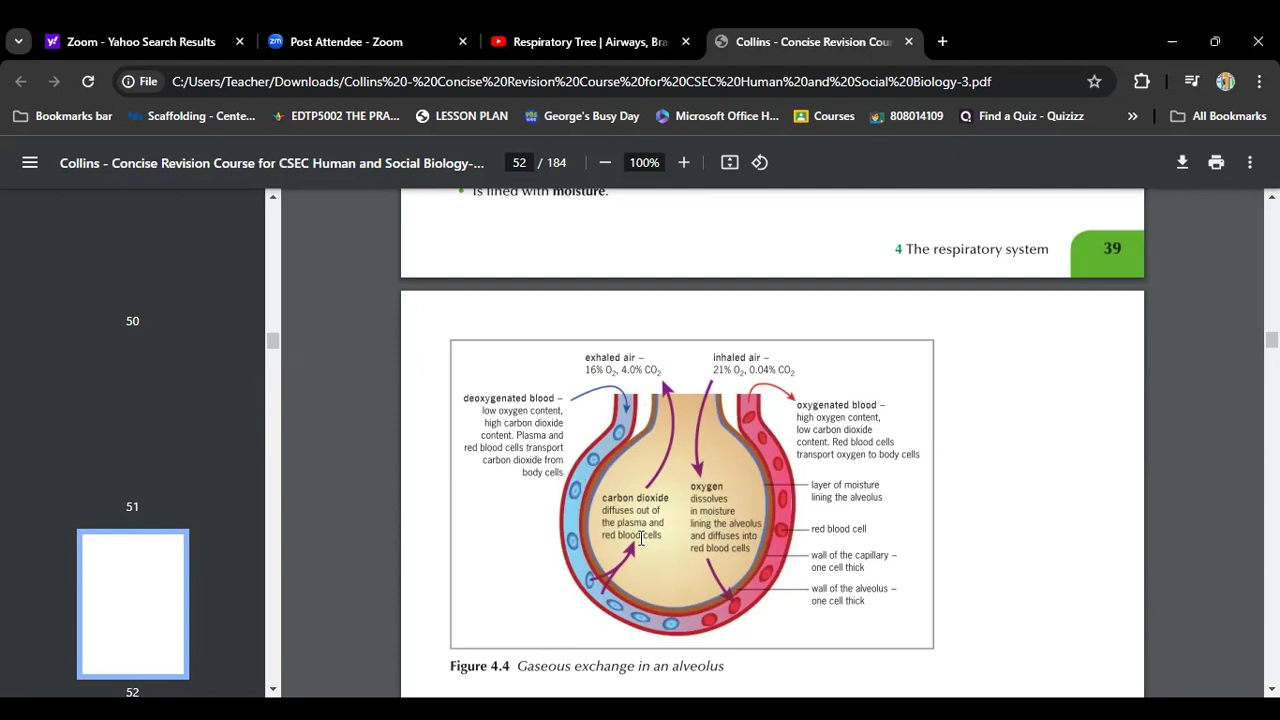 Zoom - Yahoo Search Results
Post Attendee - Zoom
Respiratory Tree | Airways, Bra
Collins - Concise Revision Cou
File
C:/Users/Teacher/Downloads/Collins%20-%20Concise%20Revision%20Course%20for%20CSEC%20Human%20and%20Social%20Biology-3.pdf
Bookmarks bar
Scaffolding - Cente...
EDTP5002 THE PRA...
LESSON PLAN
George's Busy Day
Microsoft Office H...
Courses
808014109
Find a Quiz - Quizizz
All Bookmarks
Collins - Concise Revision Course for CSEC Human and Social Biology-...
52 / 184
100%
50
51
52
• is lined with moisture.
4 The respiratory system
39
exhaled air –
16% O₂, 4.0% CO₂
inhaled air –
21% O₂, 0.04% CO₂
deoxygenated blood –
low oxygen content,
high carbon dioxide
content. Plasma and
red blood cells transport
carbon dioxide from
body cells
oxygenated blood –
high oxygen content,
low carbon dioxide
content. Red blood cells
transport oxygen to body cells
carbon dioxide
diffuses out of
the plasma and
red blood cells
oxygen
dissolves
in moisture
lining the alveolus
and diffuses into
red blood cells
layer of moisture
lining the alveolus
red blood cell
wall of the capillary –
one cell thick
wall of the alveolus –
one cell thick
Figure 4.4 Gaseous exchange in an alveolus